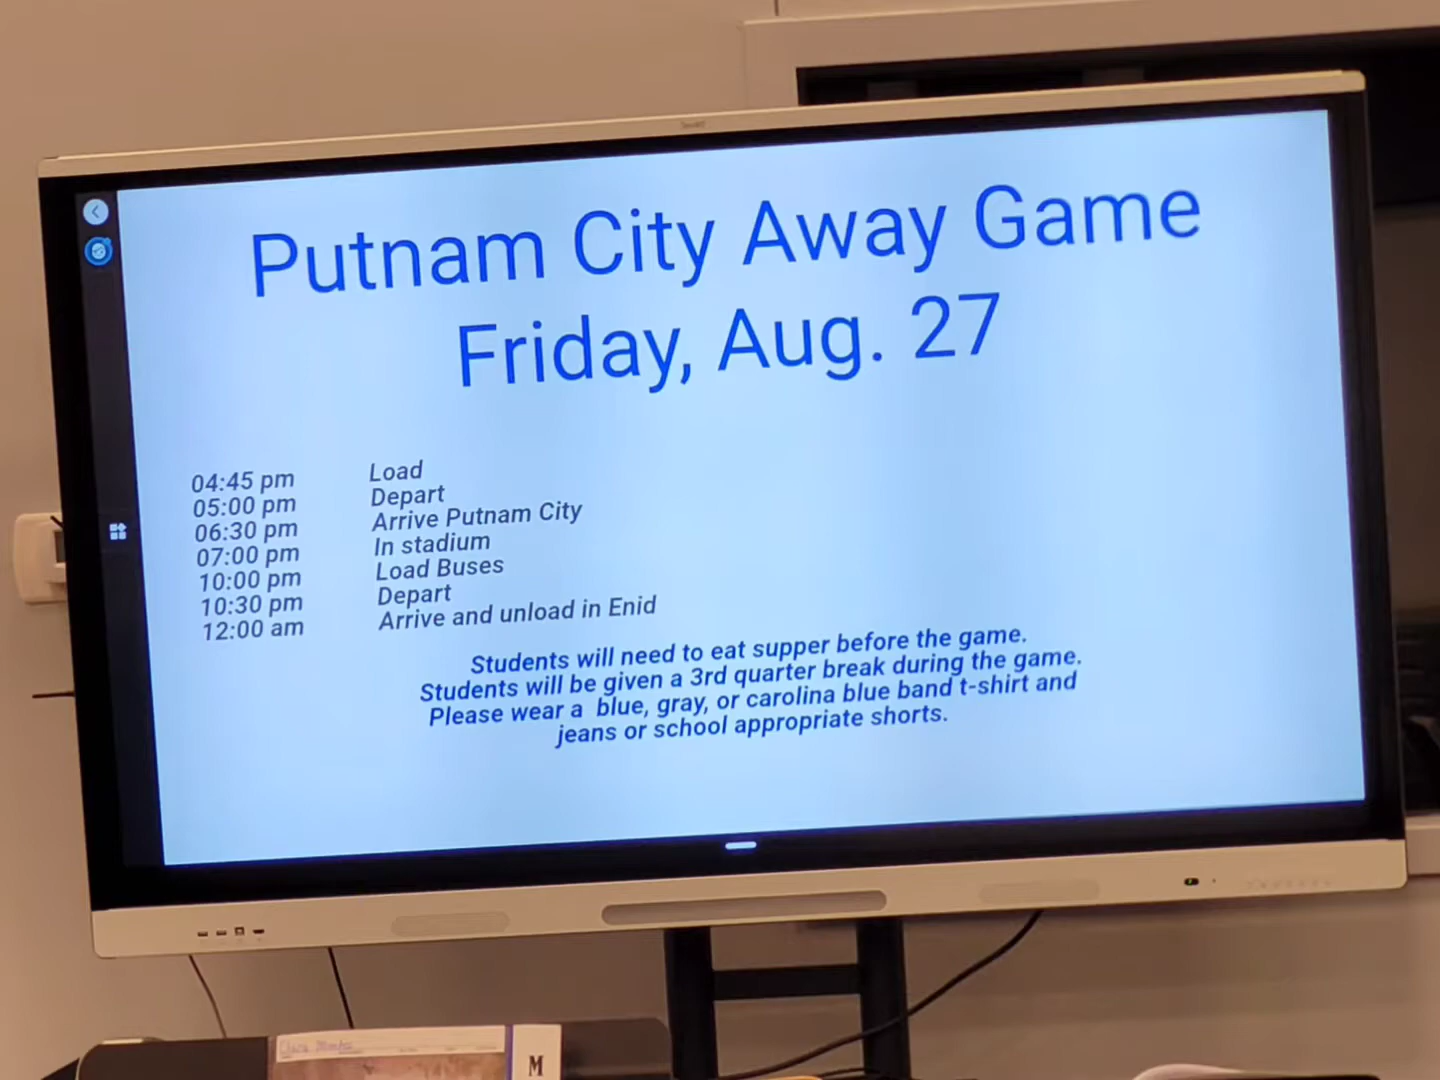 Putnam City Away Game
Friday, Aug. 27
04:45 pm Load
05:00 pm Depart
06:30 pm Arrive Putnam City
07:00 pm In stadium
10:00 pm Load Buses
10:30 pm Depart
12:00 am Arrive and unload in Enid
Students will need to eat supper before the game.
Students will be given a 3rd quarter break during the game.
Please wear a  blue, gray, or carolina blue band t-shirt and
jeans or school appropriate shorts.
M